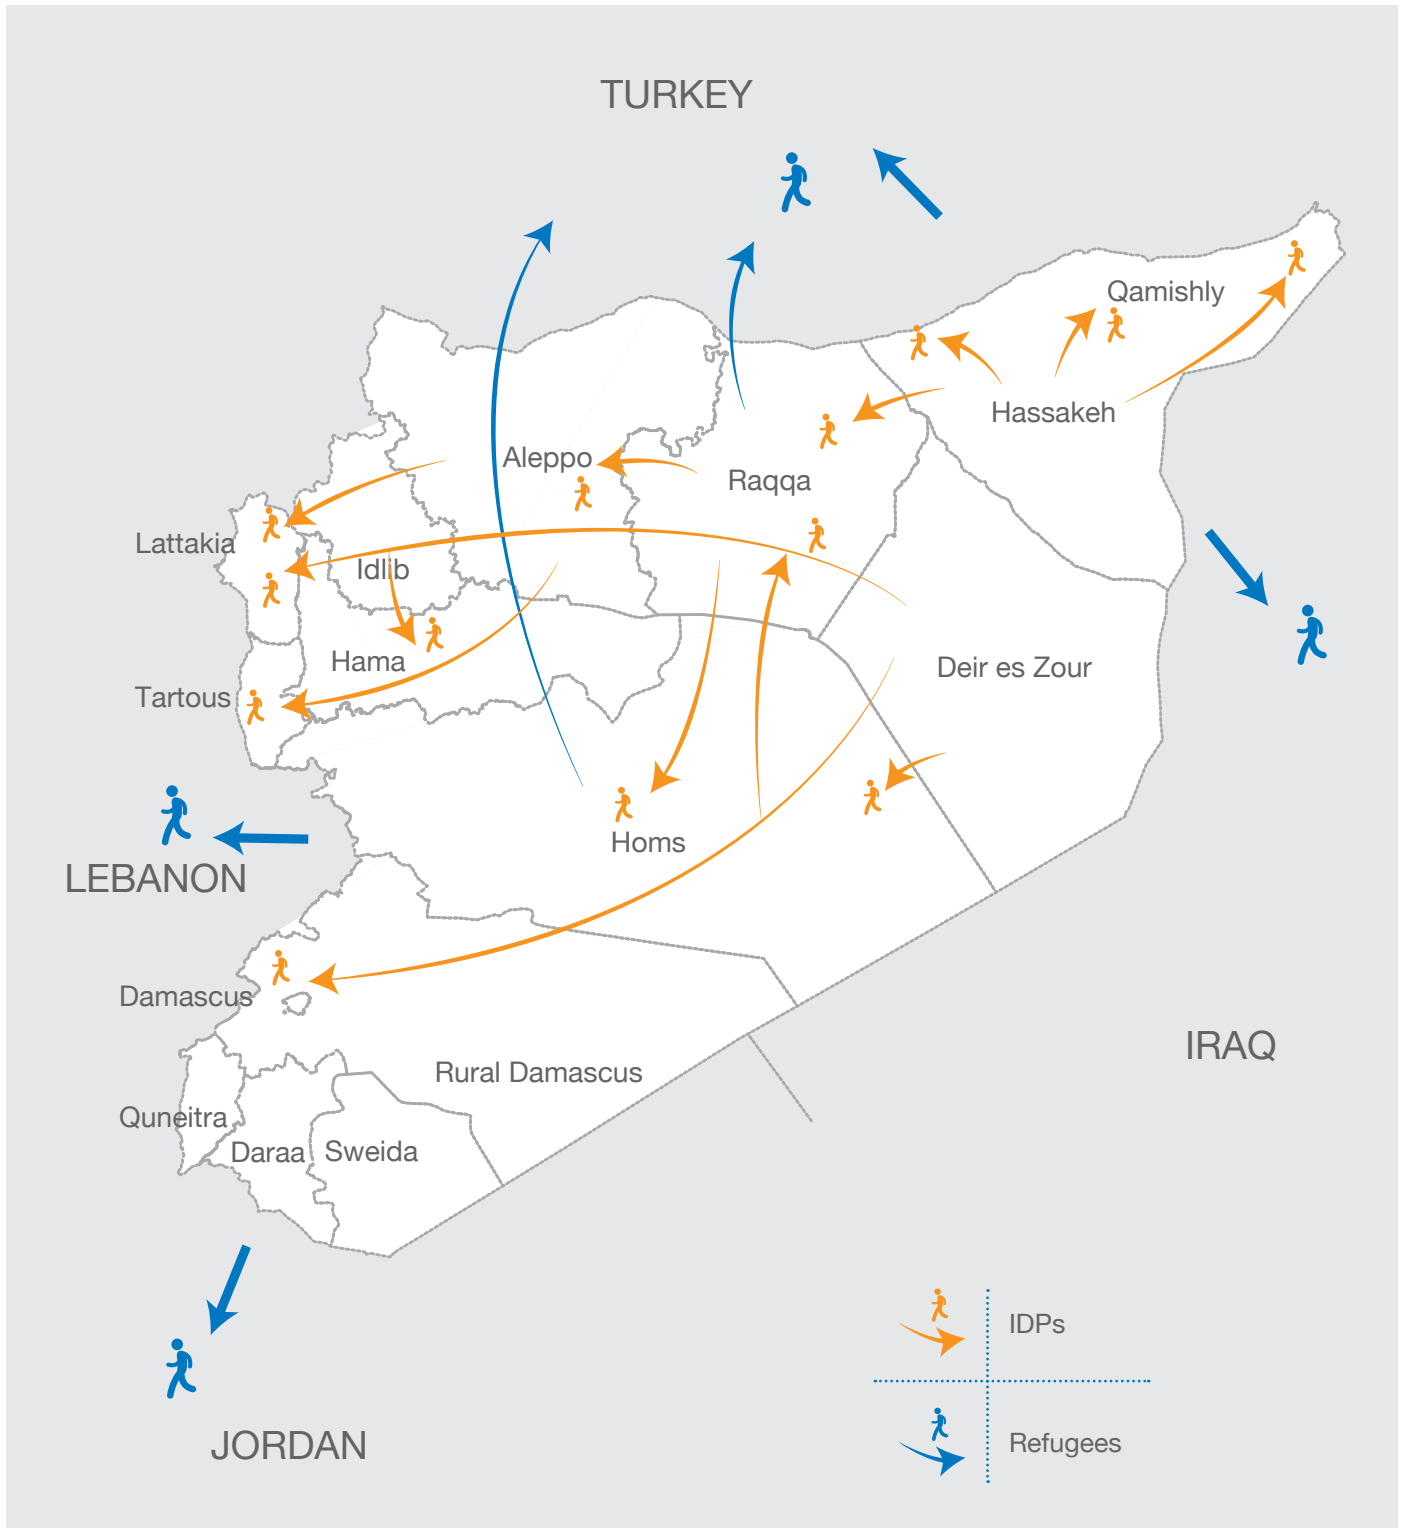 TURKEY
Qamishly
Hassakeh
Aleppo
Raqqa
Lattakia
Idlib
Hama
Deir es Zour
Tartous
Homs
LEBANON
Damascus
IRAQ
Rural Damascus
Quneitra
Daraa
Sweida
IDPs
JORDAN
Refugees